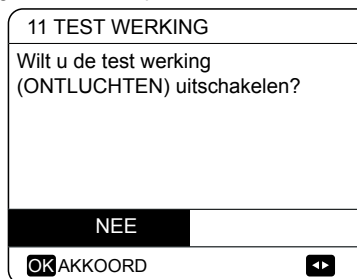 11 TEST WERKING
Wilt u de test werking
(ONTLUCHTEN) uitschakelen?
NEE
OK AKKOORD